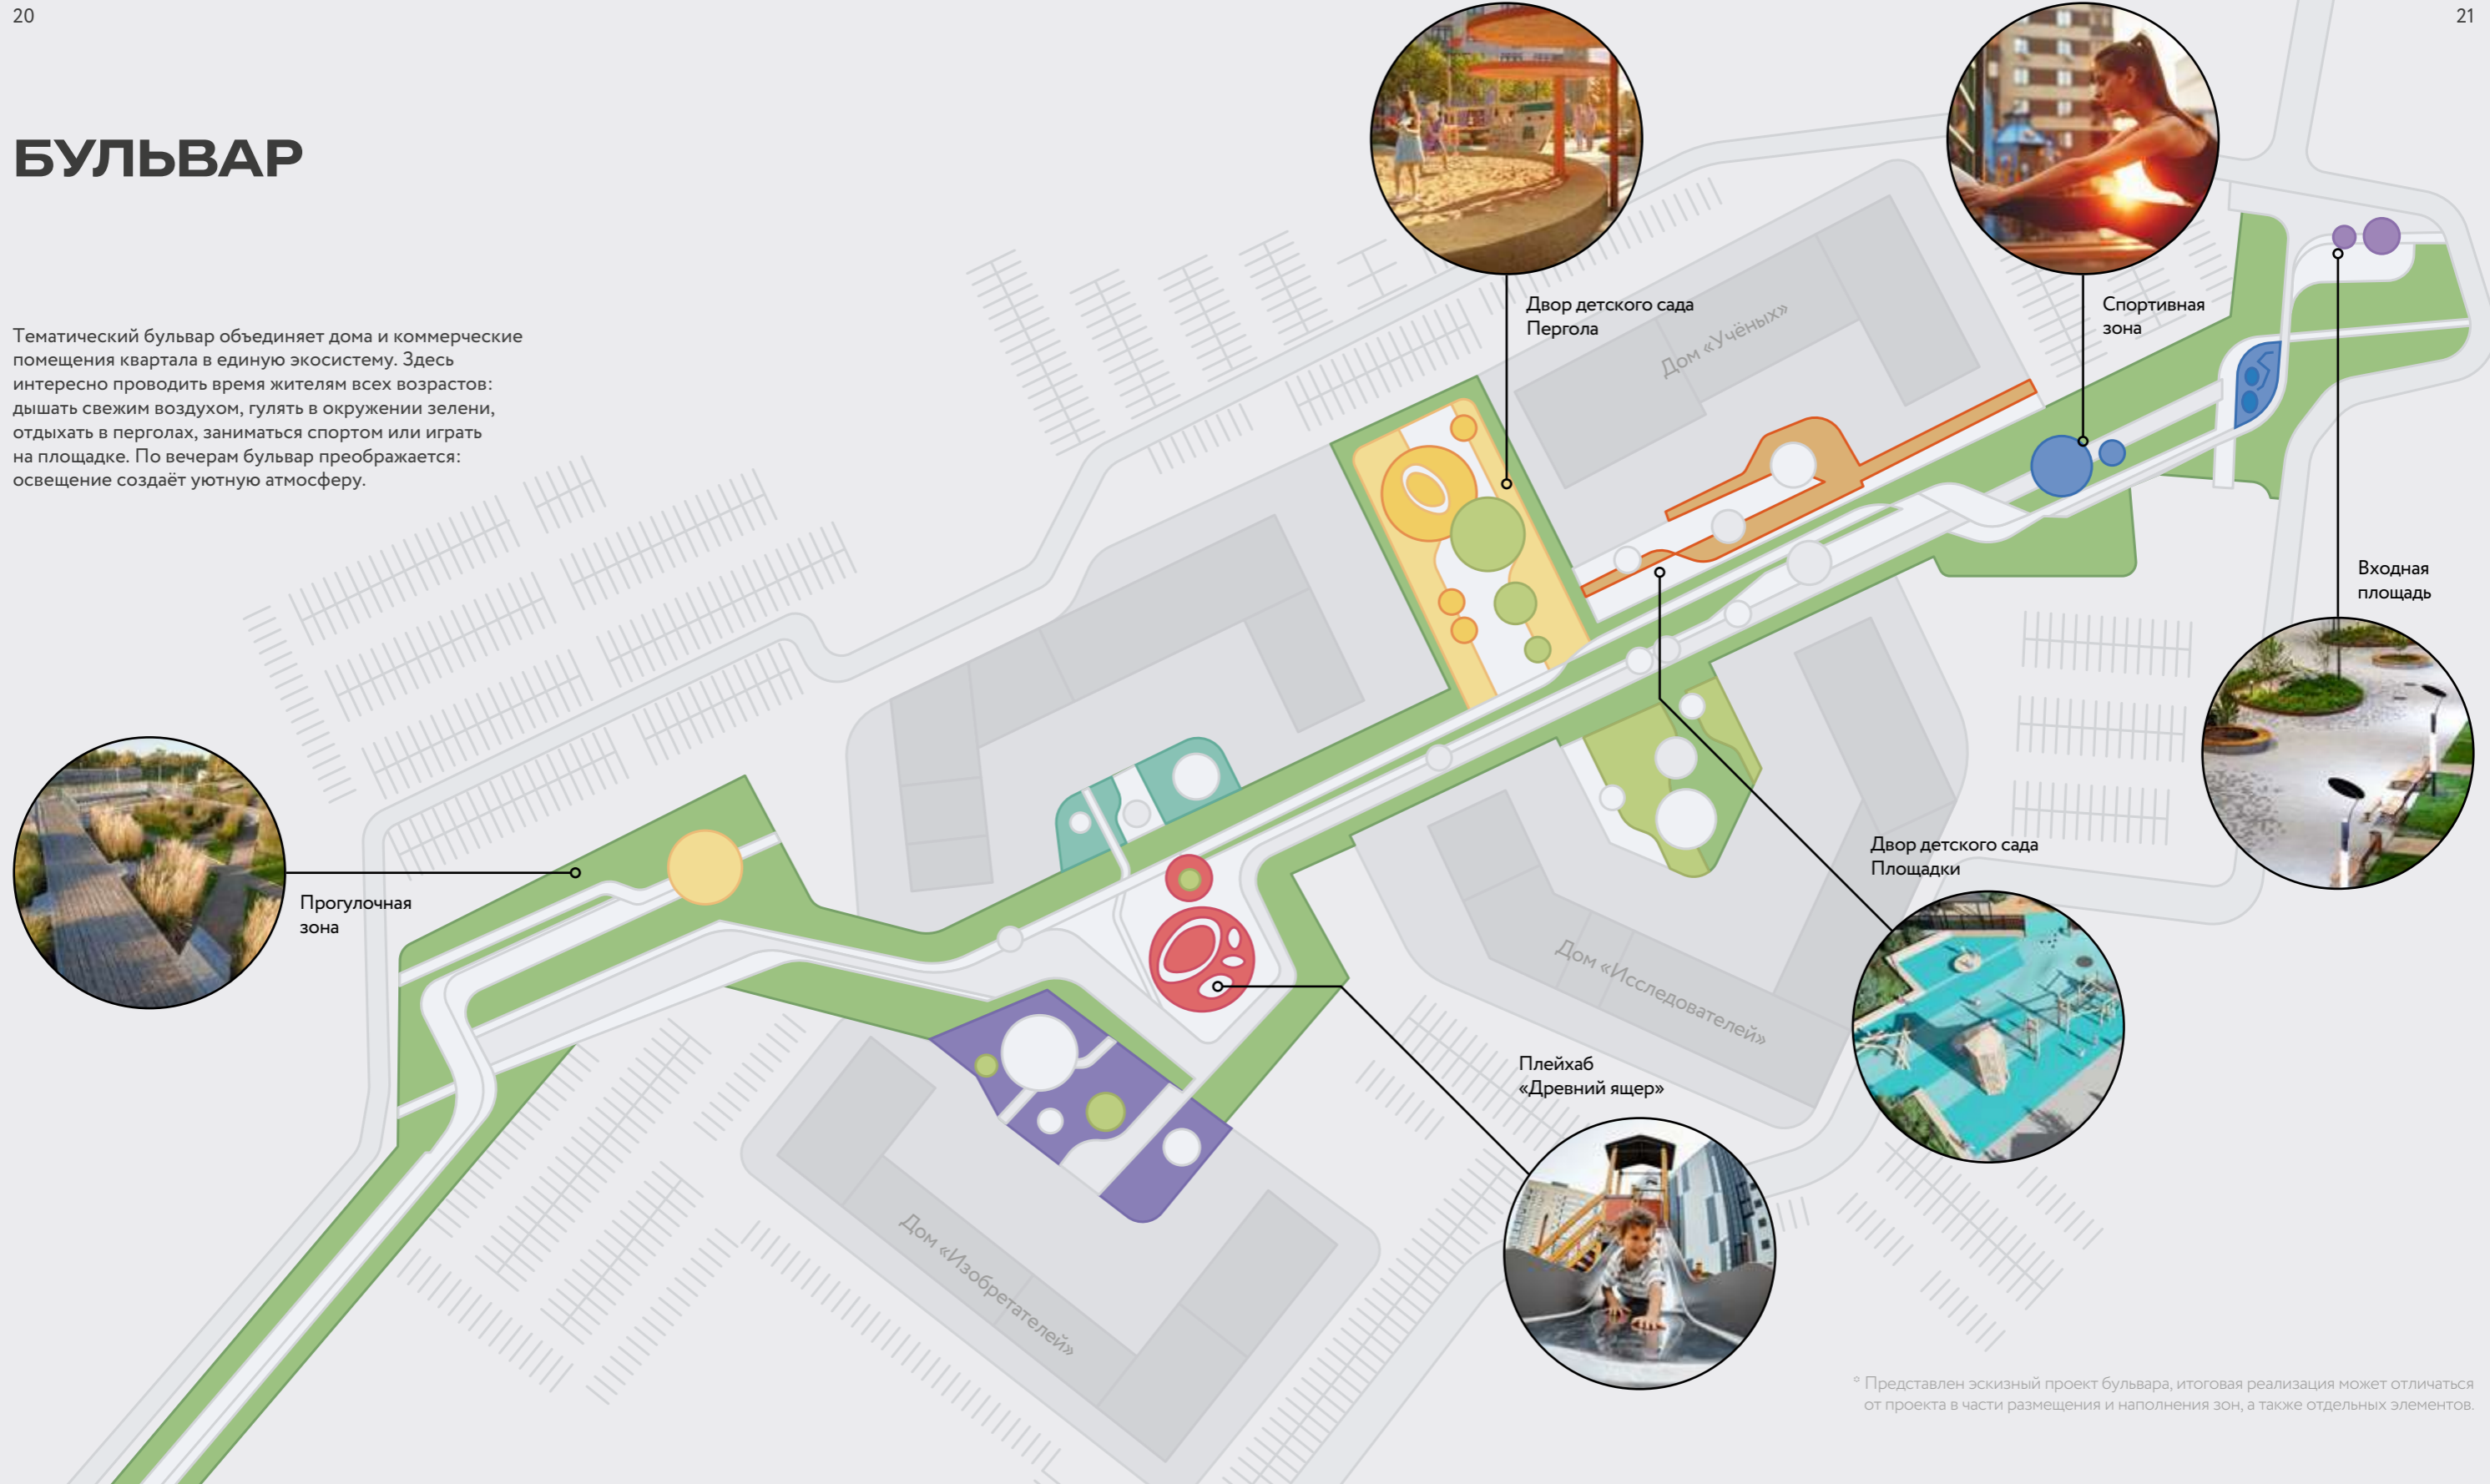 20
21
БУЛЬВАР
Тематический бульвар объединяет дома и коммерческие
помещения квартала в единую экосистему. Здесь
интересно проводить время жителям всех возрастов:
дышать свежим воздухом, гулять в окружении зелени,
отдыхать в перголах, заниматься спортом или играть
на площадке. По вечерам бульвар преображается:
освещение создаёт уютную атмосферу.
Двор детского сада
Пергола
Спортивная
зона
Дом «Учёных»
Входная
площадь
Прогулочная
зона
Двор детского сада
Площадки
Дом «Исследователей»
Плейхаб
«Древний ящер»
Дом «Изобретателей»
° Представлен эскизный проект бульвара, итоговая реализация может отличаться
от проекта в части размещения и наполнения зон, а также отдельных элементов.